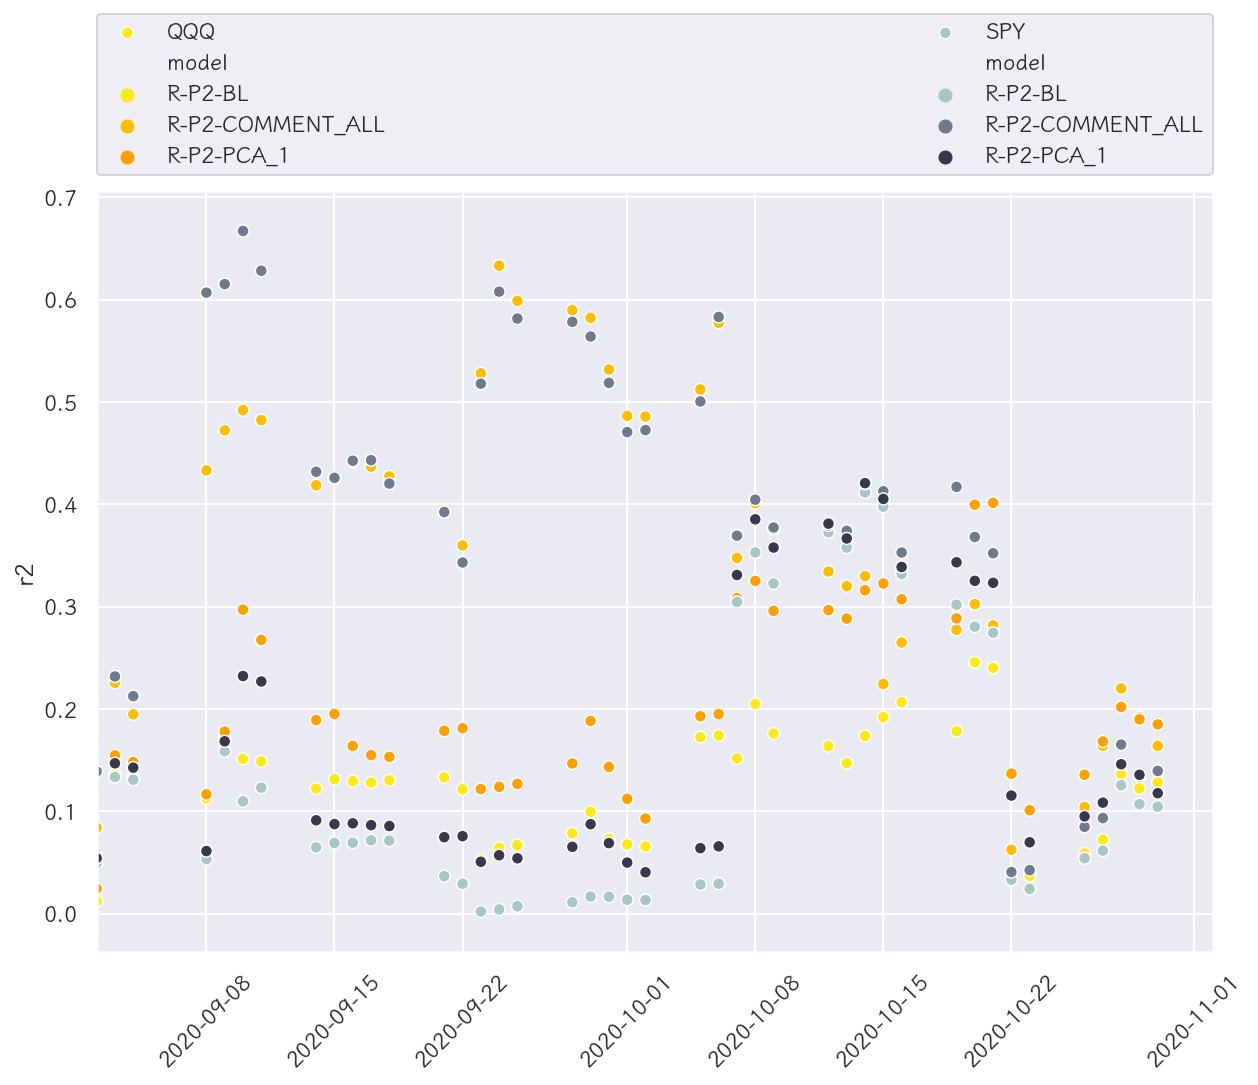 QQQ
model
R-P2-BL
R-P2-COMMENT_ALL
R-P2-PCA_1
SPY
model
R-P2-BL
R-P2-COMMENT_ALL
R-P2-PCA_1
0.7
0.6
0.5
0.4
0.3
0.2
0.1
0.0
r2
2020-09-08
2020-09-15
2020-09-22
2020-10-01
2020-10-08
2020-10-15
2020-10-22
2020-11-01